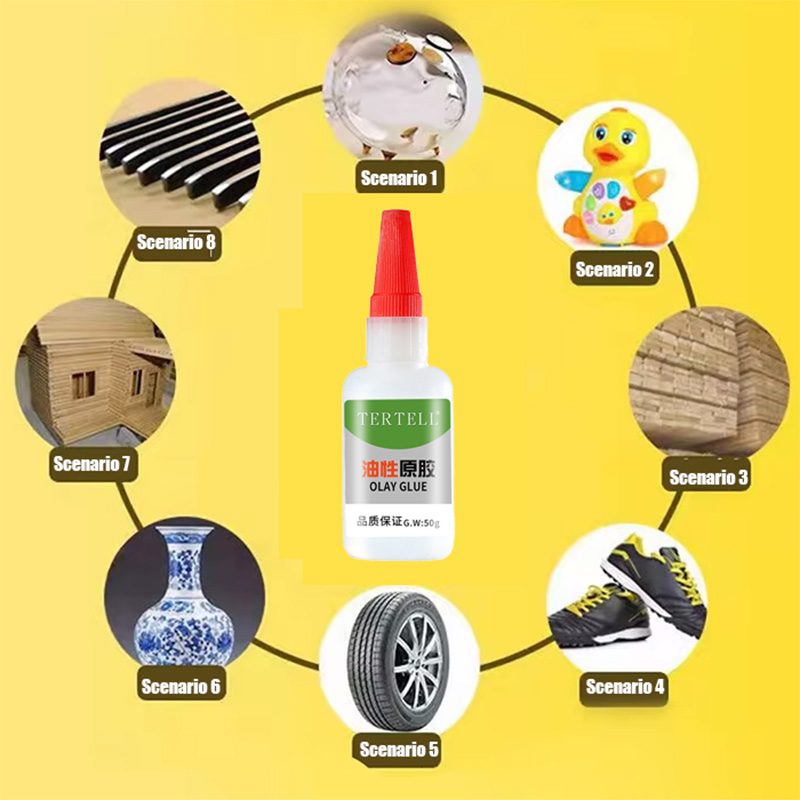 Scenario 1
Scenario 2
Scenario 3
Scenario 4
Scenario 5
Scenario 6
Scenario 7
Scenario 8
TERTELL®
油性原胶
OLAY GLUE
品质保证G.W:50g